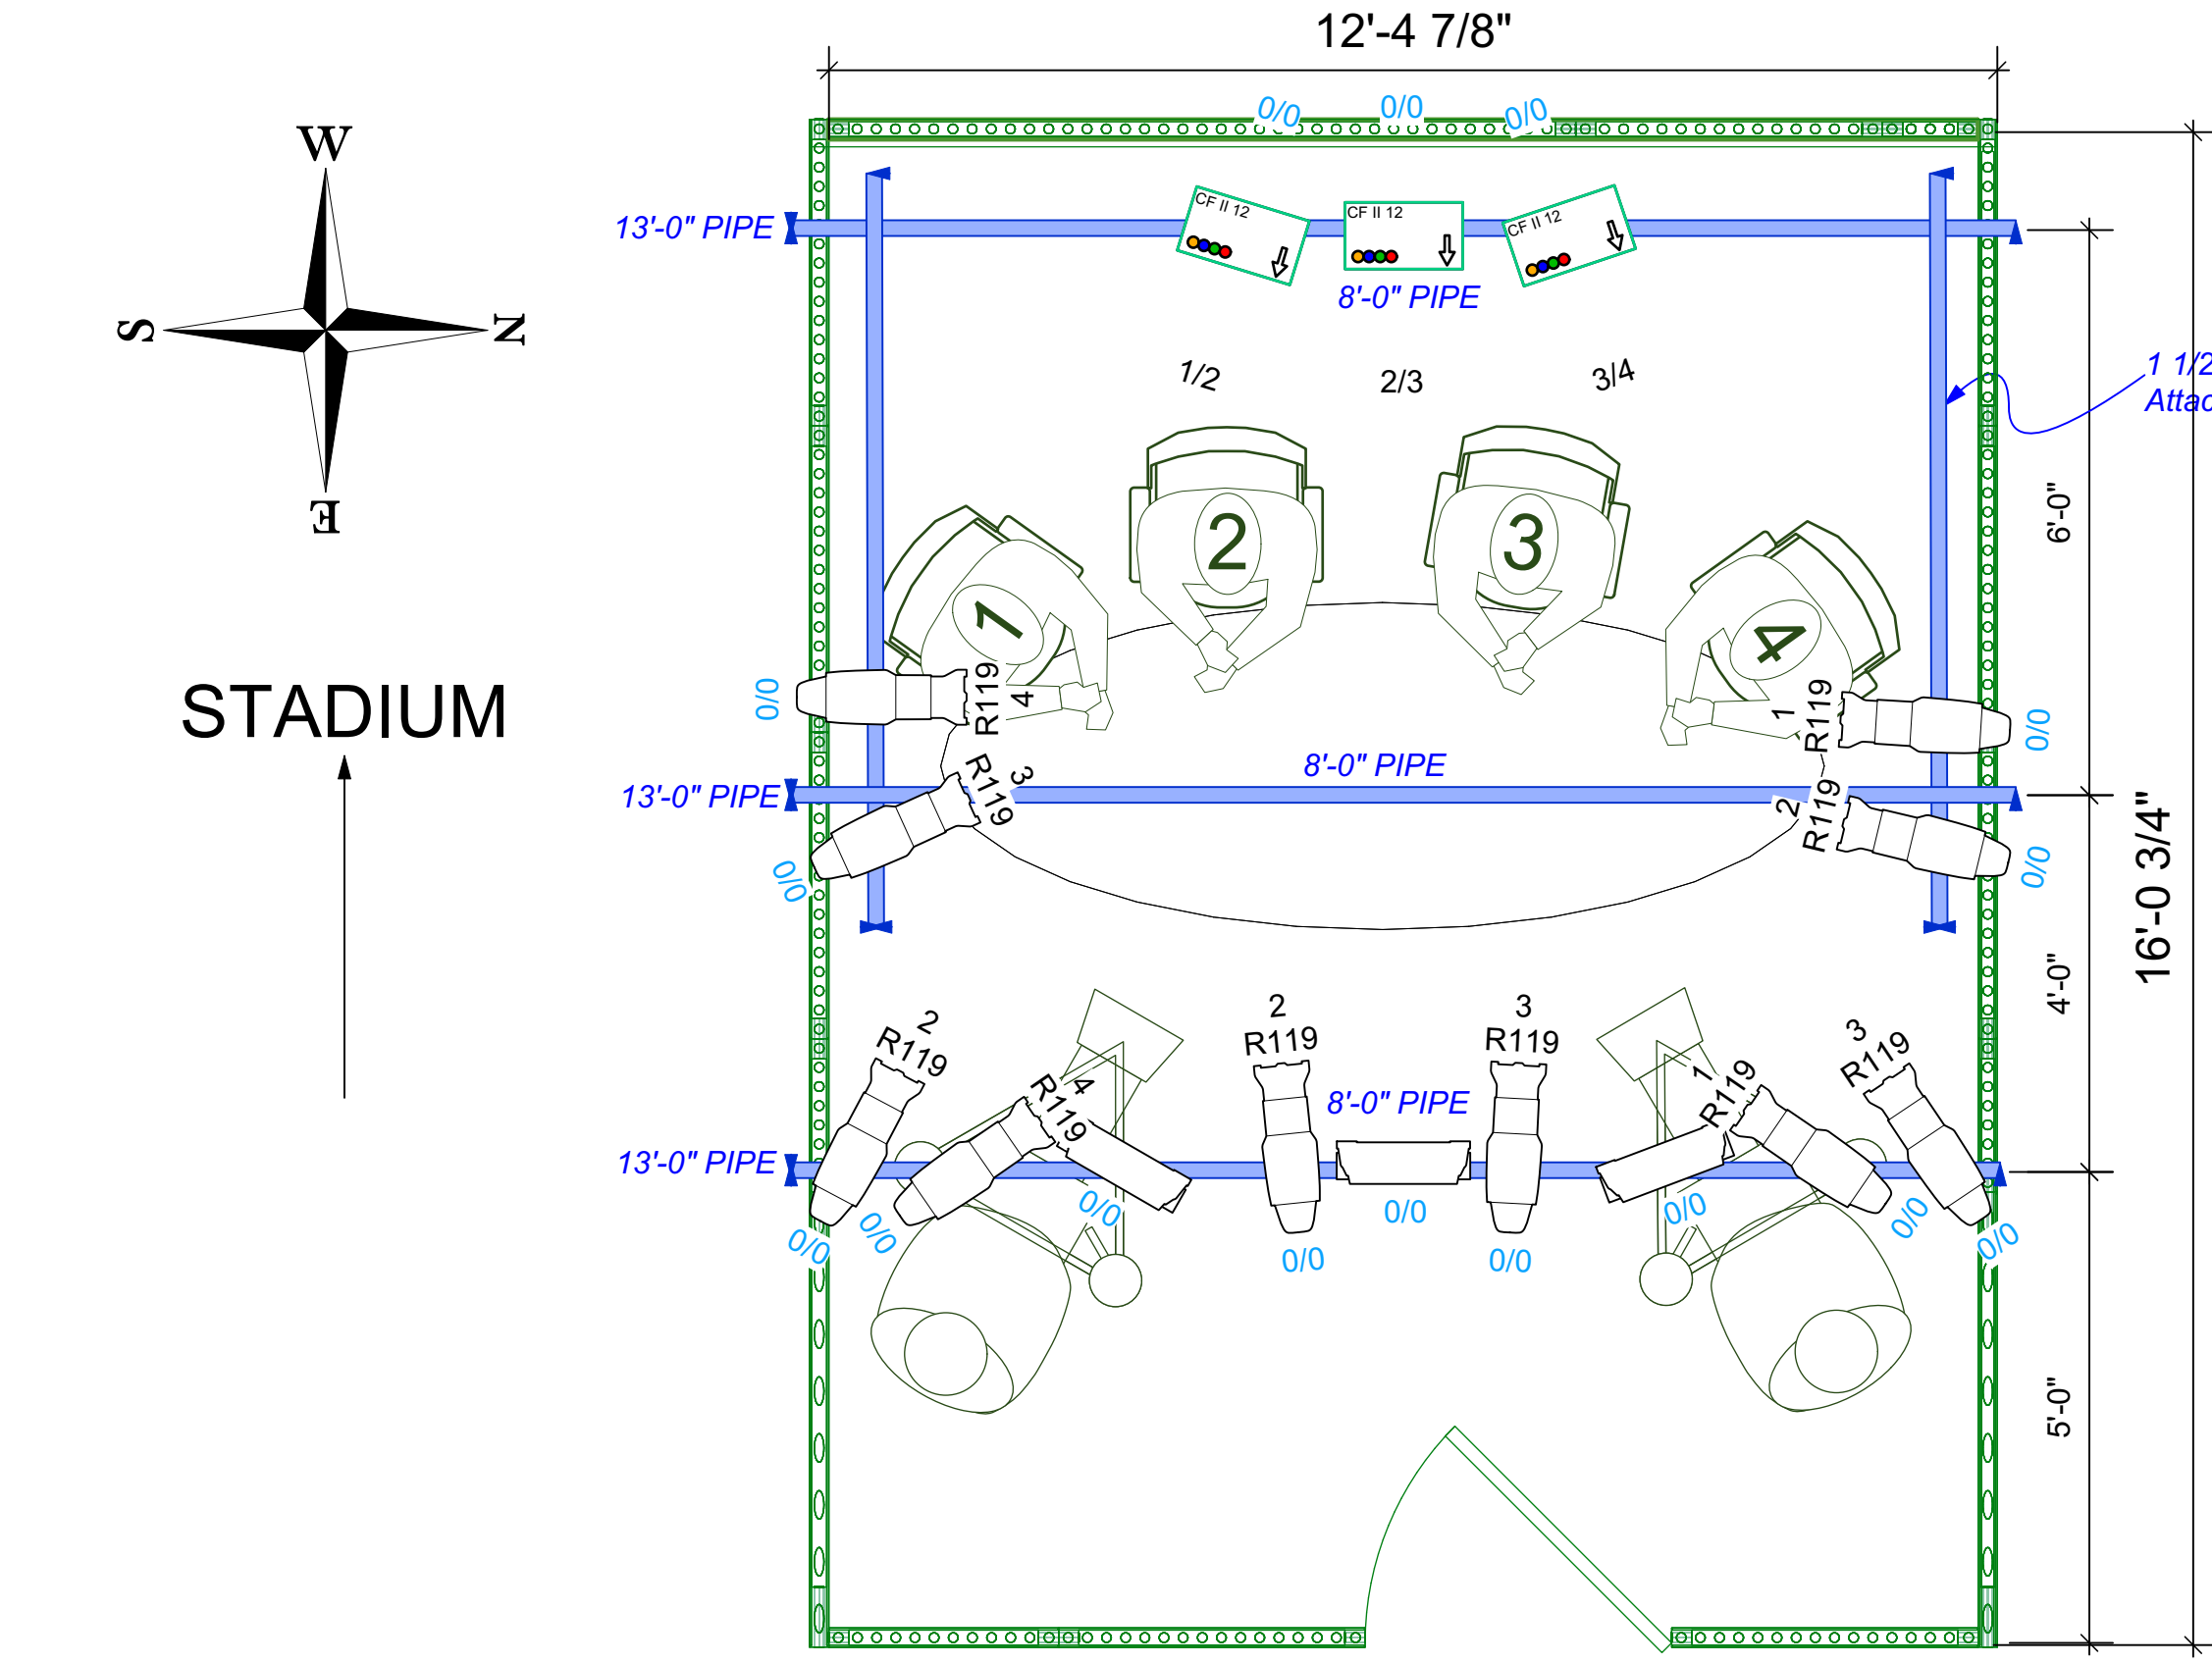 12'-4 7/8"
0/0
0/0
0/0
W
S
N
E
13'-0" PIPE
CF II 12
CF II 12
CF II 12
8'-0" PIPE
1 1/2
Attac
1/2
2/3
3/4
6'-0"
2
3
1
4
STADIUM
0/0
R119
4
1
R119
0/0
8'-0" PIPE
13'-0" PIPE
R119
3
2
R119
0/0
0/0
16'-0 3/4"
4'-0"
2
R119
4
R119
2
R119
3
R119
1
R119
3
R119
8'-0" PIPE
13'-0" PIPE
0/0
0/0
0/0
0/0
0/0
0/0
0/0
0/0
0/0
5'-0"